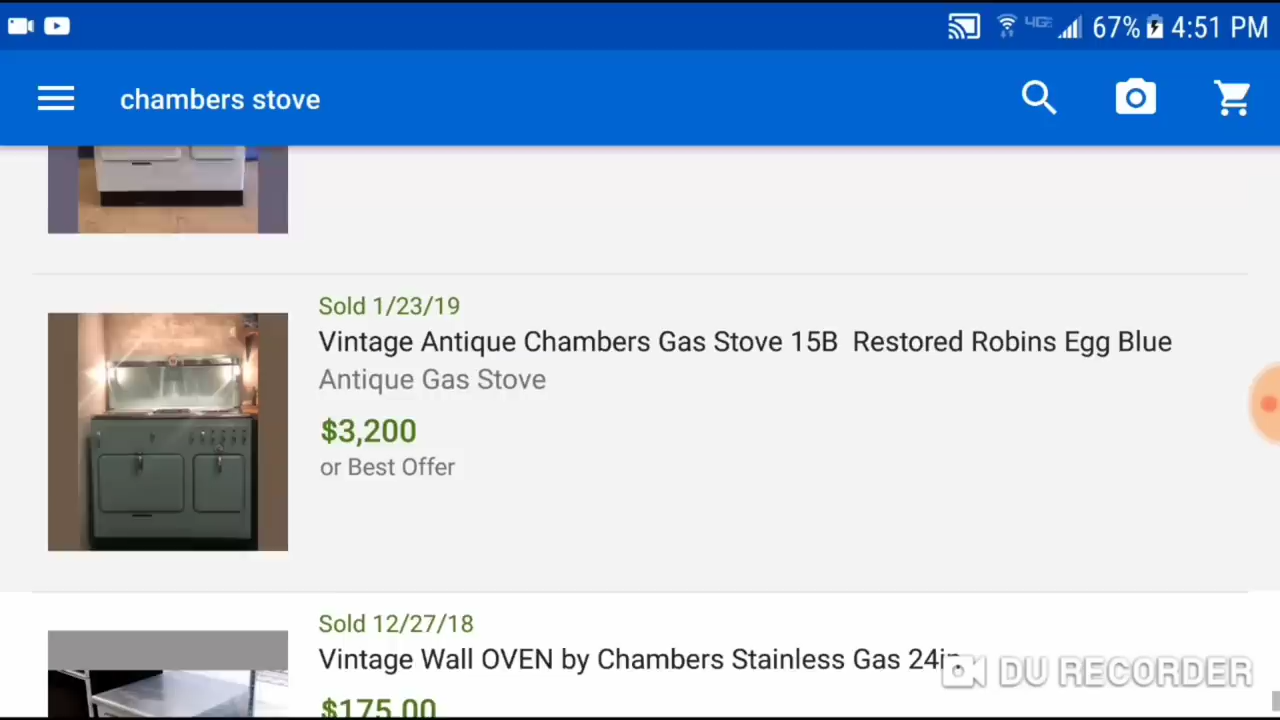 4GE 67% 4:51 PM
chambers stove
Sold 1/23/19
Vintage Antique Chambers Gas Stove 15B Restored Robins Egg Blue
Antique Gas Stove
$3,200
or Best Offer
Sold 12/27/18
Vintage Wall OVEN by Chambers Stainless Gas 24in.
$175.00
DU RECORDER